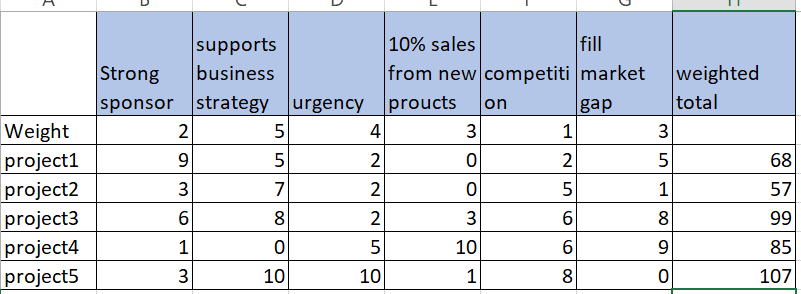 A B C D E F G H
Strong sponsor supports business strategy urgency 10% sales from new proucts competition fill market gap weighted total
Weight 2 5 4 3 1 3
project1 9 5 2 0 2 5 68
project2 3 7 2 0 5 1 57
project3 6 8 2 3 6 8 99
project4 1 0 5 10 6 9 85
project5 3 10 10 1 8 0 107